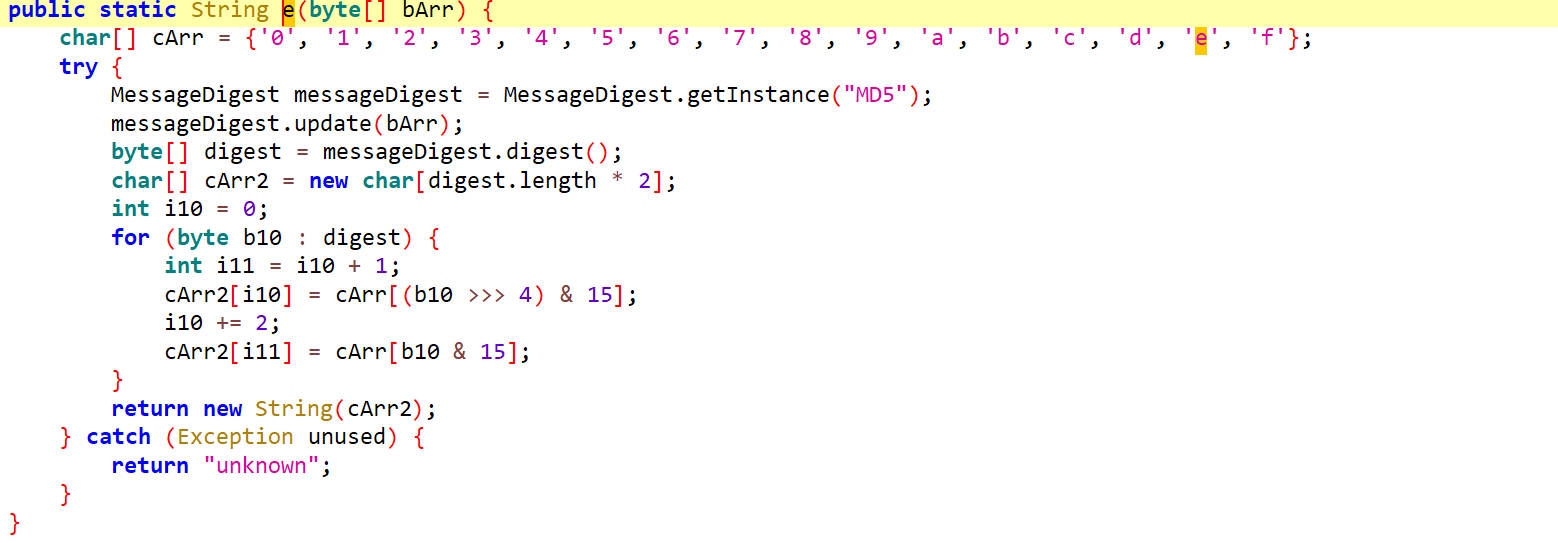 public static String e(byte[] bArr) {
    char[] cArr = {'0', '1', '2', '3', '4', '5', '6', '7', '8', '9', 'a', 'b', 'c', 'd', 'e', 'f'};
    try {
        MessageDigest messageDigest = MessageDigest.getInstance("MD5");
        messageDigest.update(bArr);
        byte[] digest = messageDigest.digest();
        char[] cArr2 = new char[digest.length * 2];
        int i10 = 0;
        for (byte b10 : digest) {
            int i11 = i10 + 1;
            cArr2[i10] = cArr[(b10 >>> 4) & 15];
            i10 += 2;
            cArr2[i11] = cArr[b10 & 15];
        }
        return new String(cArr2);
    } catch (Exception unused) {
        return "unknown";
    }
}